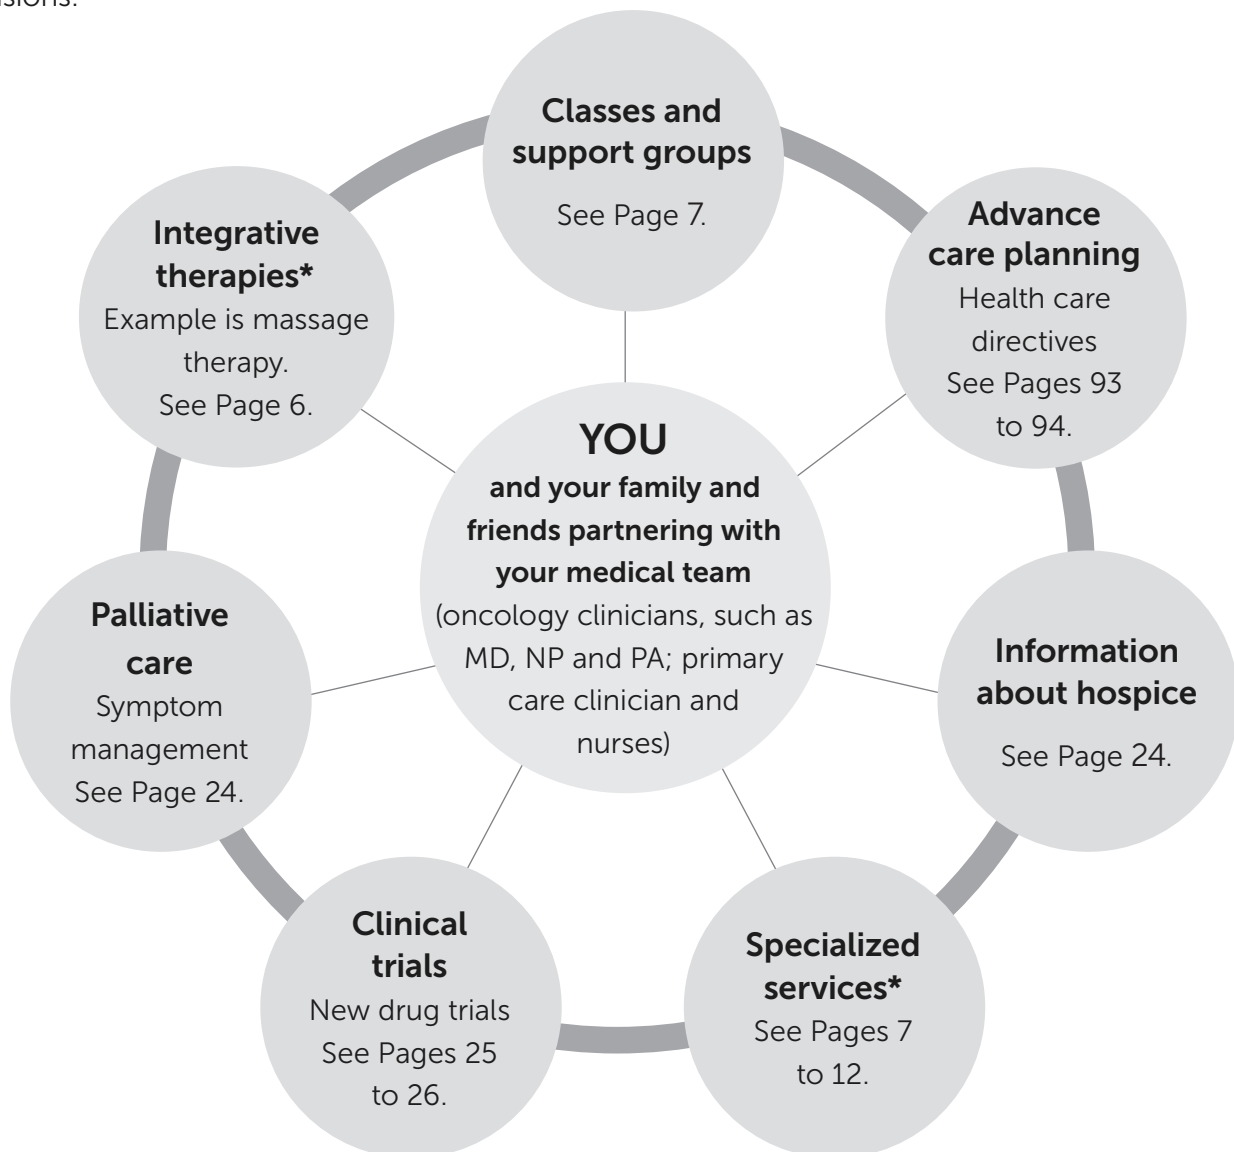 Classes and
support groups
See Page 7.
Advance
care planning
Health care
directives
See Pages 93
to 94.
Integrative
therapies*
Example is massage
therapy.
See Page 6.
YOU
and your family and
friends partnering with
your medical team
(oncology clinicians, such as
MD, NP and PA; primary
care clinician and
nurses)
Palliative
care
Symptom
management
See Page 24.
Information
about hospice
See Page 24.
Clinical
trials
New drug trials
See Pages 25
to 26.
Specialized
services*
See Pages 7
to 12.